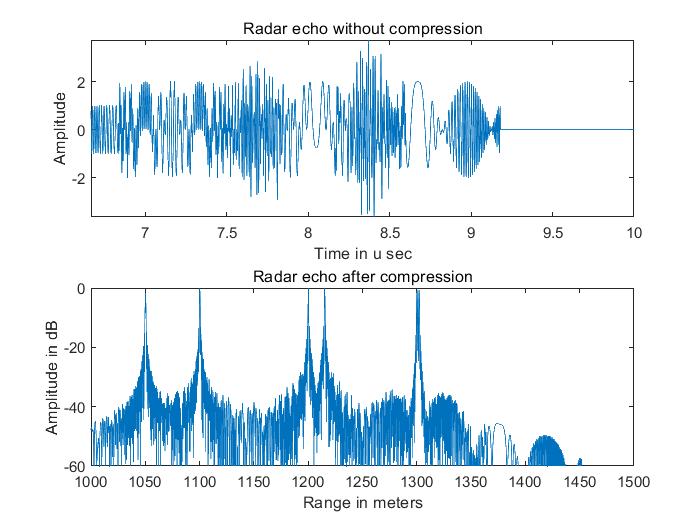 Radar echo without compression
2
0
-2
Amplitude
7 7.5 8 8.5 9 9.5 10
Time in u sec
Radar echo after compression
0
-20
-40
-60
Amplitude in dB
1000 1050 1100 1150 1200 1250 1300 1350 1400 1450 1500
Range in meters